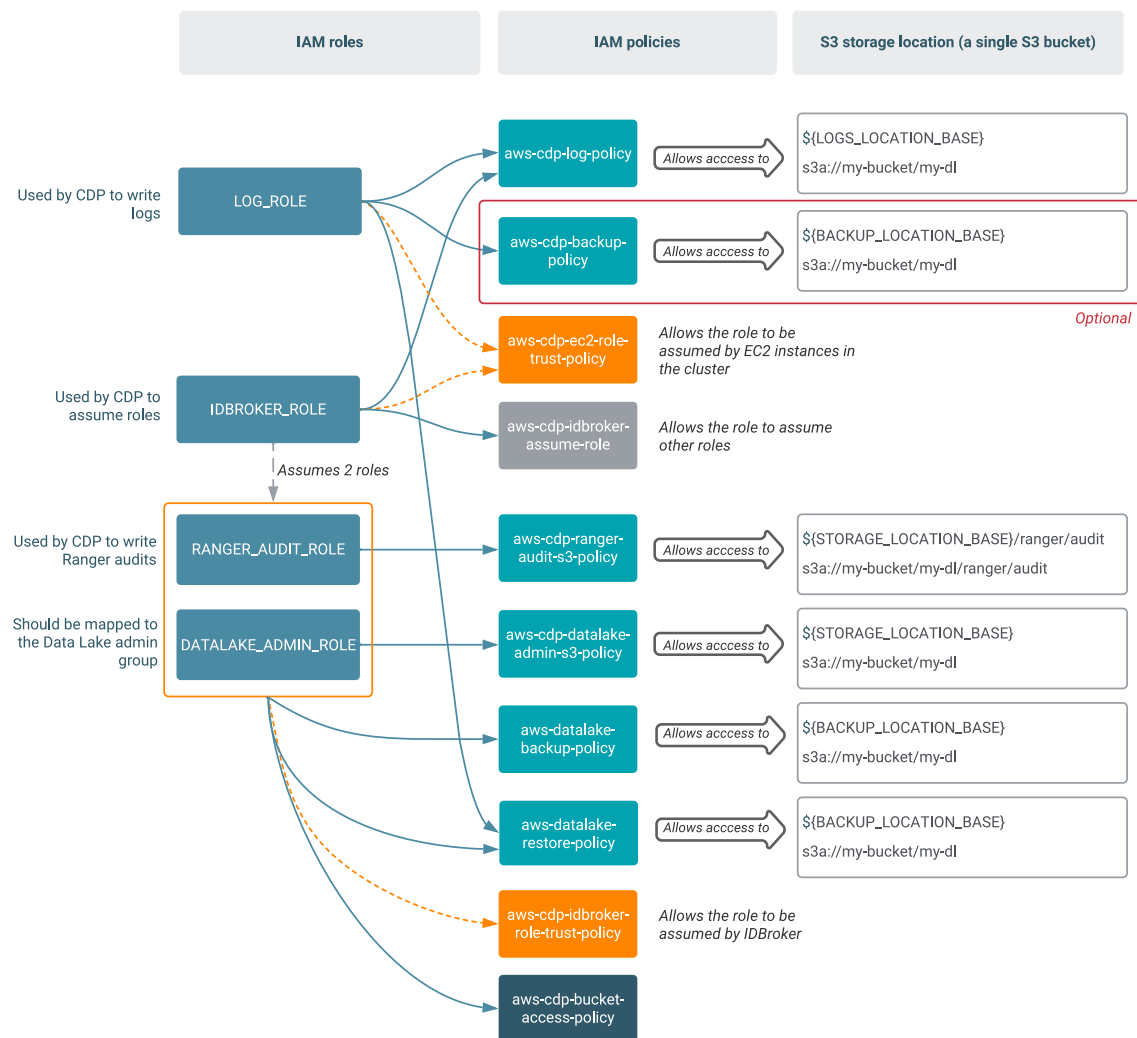 IAM roles
IAM policies
S3 storage location (a single S3 bucket)
Used by CDP to write
logs
LOG_ROLE
aws-cdp-log-policy
Allows acccess to
${LOGS_LOCATION_BASE}
s3a://my-bucket/my-dl
aws-cdp-backup-
policy
Allows acccess to
${BACKUP_LOCATION_BASE}
s3a://my-bucket/my-dl
Optional
aws-cdp-ec2-role-
trust-policy
Allows the role to be
assumed by EC2 instances in
the cluster
Used by CDP to
assume roles
IDBROKER_ROLE
aws-cdp-idbroker-
assume-role
Allows the role to assume
other roles
Assumes 2 roles
Used by CDP to write
Ranger audits
RANGER_AUDIT_ROLE
aws-cdp-ranger-
audit-s3-policy
Allows acccess to
${STORAGE_LOCATION_BASE}/ranger/audit
s3a://my-bucket/my-dl/ranger/audit
Should be mapped to
the Data Lake admin
group
DATALAKE_ADMIN_ROLE
aws-cdp-datalake-
admin-s3-policy
Allows acccess to
${STORAGE_LOCATION_BASE}
s3a://my-bucket/my-dl
aws-datalake-
backup-policy
Allows acccess to
${BACKUP_LOCATION_BASE}
s3a://my-bucket/my-dl
aws-datalake-
restore-policy
Allows acccess to
${BACKUP_LOCATION_BASE}
s3a://my-bucket/my-dl
aws-cdp-idbroker-
role-trust-policy
Allows the role to be
assumed by IDBroker
aws-cdp-bucket-
access-policy